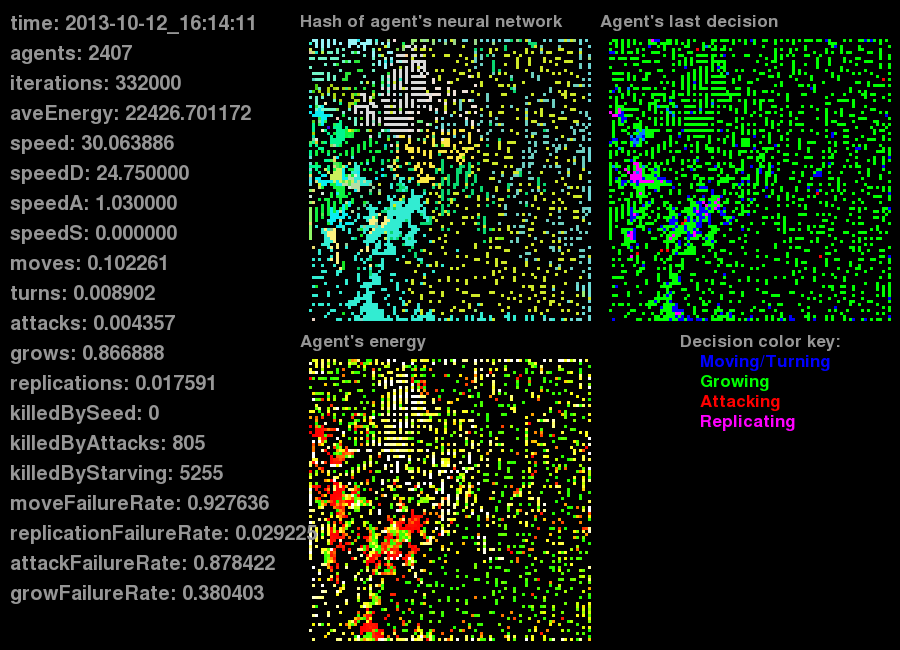 time: 2013-10-12_16:14:11
agents: 2407
iterations: 332000
aveEnergy: 22426.701172
speed: 30.063886
speedD: 24.750000
speedA: 1.030000
speedS: 0.000000
moves: 0.102261
turns: 0.008902
attacks: 0.004357
grows: 0.866888
replications: 0.017591
killedBySeed: 0
killedByAttacks: 805
killedByStarving: 5255
moveFailureRate: 0.927636
replicationFailureRate: 0.029225
attackFailureRate: 0.878422
growFailureRate: 0.380403
Hash of agent's neural network
Agent's last decision
Agent's energy
Decision color key:
Moving/Turning
Growing
Attacking
Replicating